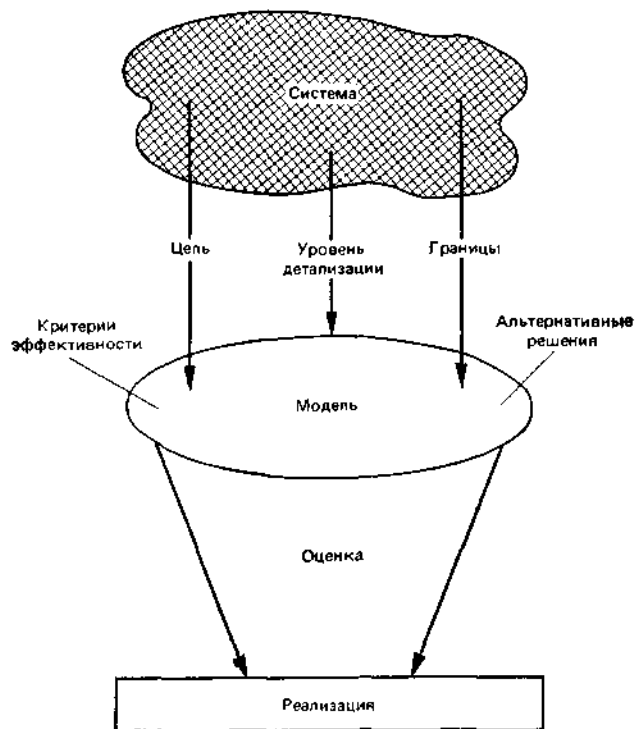 Система
Цель
Уровень
детализации
Границы
Критерии
эффективности
Альтернативные
решения
Модель
Оценка
Реализация